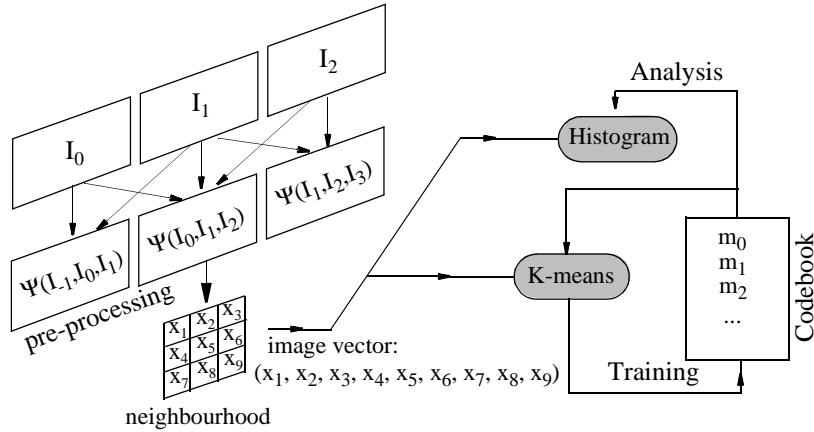 I₀
I₁
I₂
Ψ(I₋₁,I₀,I₁)
Ψ(I₀,I₁,I₂)
Ψ(I₁,I₂,I₃)
pre-processing
x₁ x₂ x₃
x₄ x₅ x₆
x₇ x₈ x₉
neighbourhood
image vector:
(x₁, x₂, x₃, x₄, x₅, x₆, x₇, x₈, x₉)
Analysis
Histogram
K-means
Training
m₀
m₁
m₂
...
Codebook